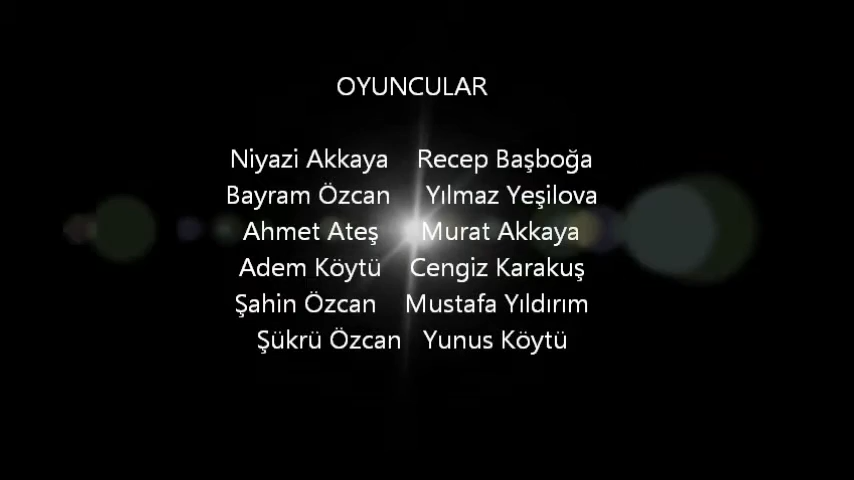 OYUNCULAR
Niyazi Akkaya Recep Başboğa
Bayram Özcan Yılmaz Yeşilova
Ahmet Ateş Murat Akkaya
Adem Köytü Cengiz Karakuş
Şahin Özcan Mustafa Yıldırım
Şükrü Özcan Yunus Köytü